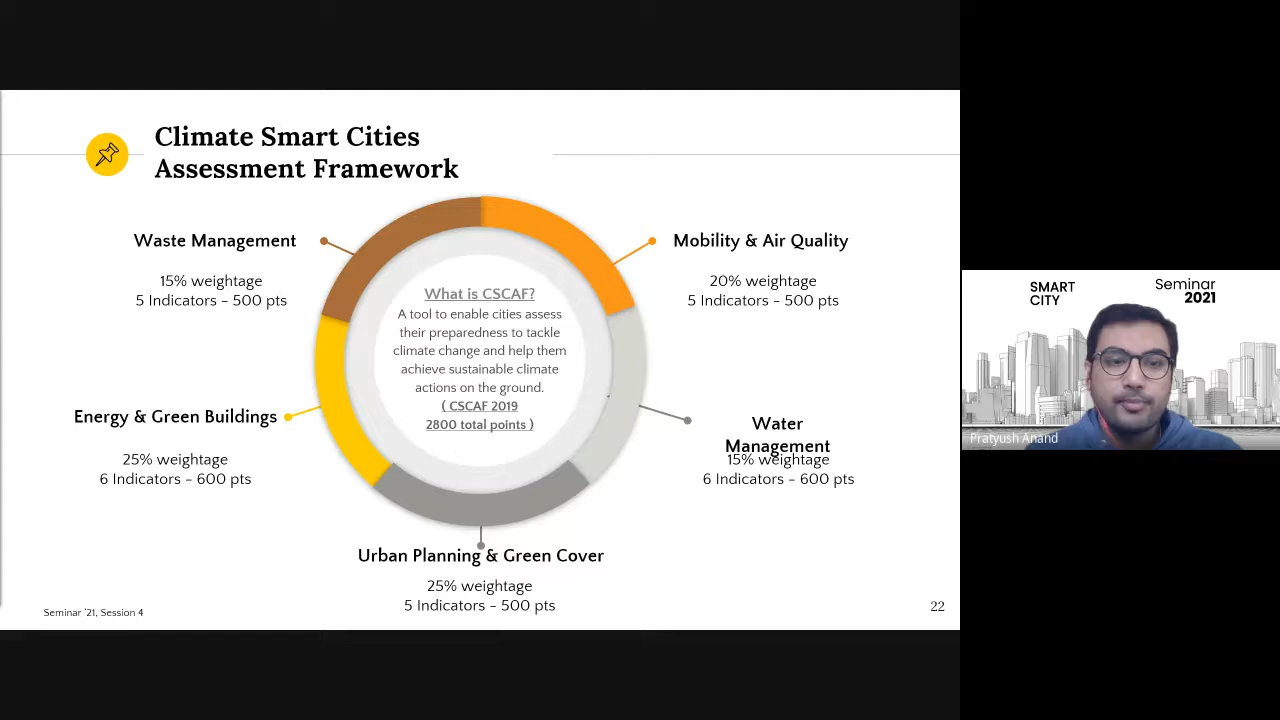 Climate Smart Cities
Assessment Framework
Waste Management
15% weightage
5 Indicators - 500 pts
Mobility & Air Quality
20% weightage
5 Indicators - 500 pts
What is CSCAF?
A tool to enable cities assess
their preparedness to tackle
climate change and help them
achieve sustainable climate
actions on the ground.
( CSCAF 2019
2800 total points )
Energy & Green Buildings
25% weightage
6 Indicators - 600 pts
Water
Management
15% weightage
6 Indicators - 600 pts
Urban Planning & Green Cover
25% weightage
5 Indicators - 500 pts
Seminar '21, Session 4
22
SMART
CITY
Seminar
2021
Pratyush Anand